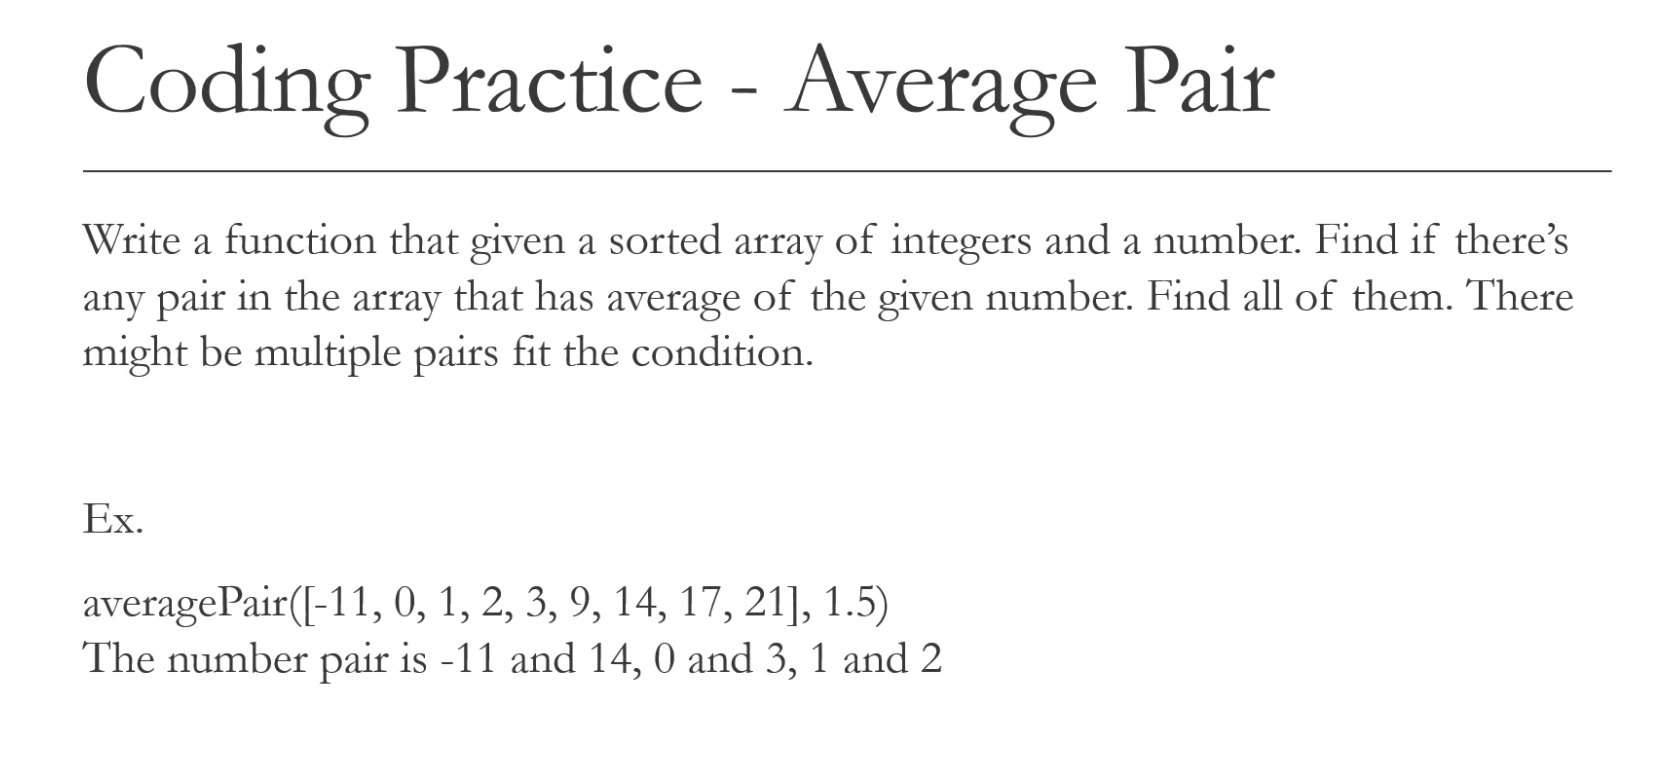 Coding Practice - Average Pair
Write a function that given a sorted array of integers and a number. Find if there’s
any pair in the array that has average of the given number. Find all of them. There
might be multiple pairs fit the condition.
Ex.
averagePair([-11, 0, 1, 2, 3, 9, 14, 17, 21], 1.5)
The number pair is -11 and 14, 0 and 3, 1 and 2